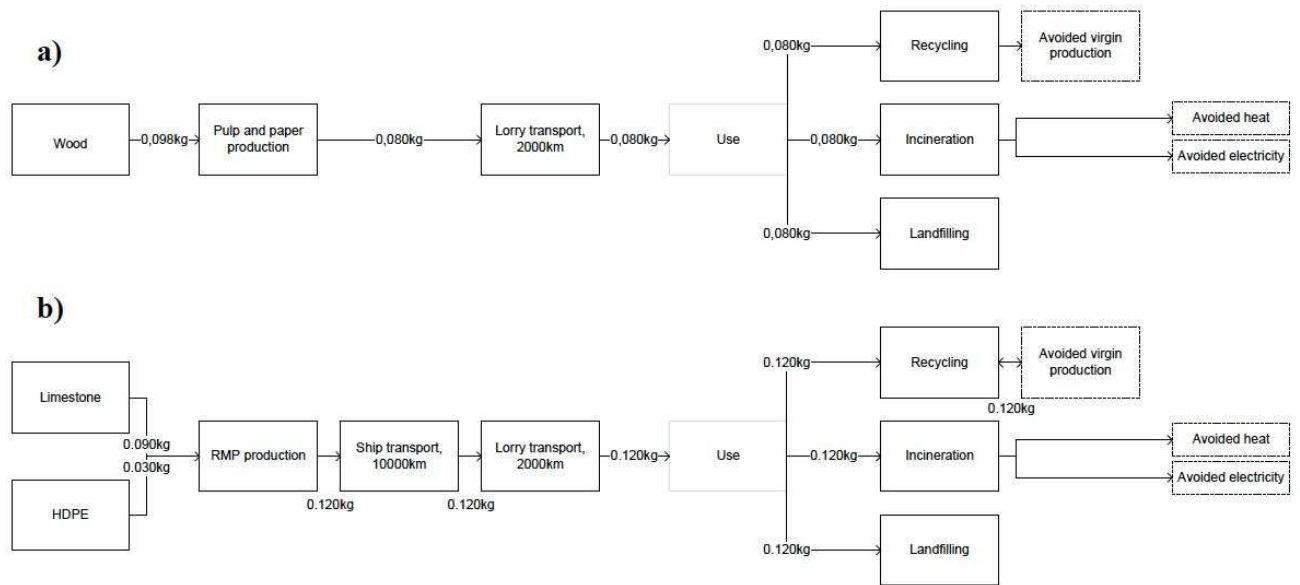 a)
Wood
0,098kg
Pulp and paper
production
0,080kg
Lorry transport,
2000km
0,080kg
Use
0,080kg
Recycling
Avoided virgin
production
0,080kg
Incineration
Avoided heat
Avoided electricity
0,080kg
Landfilling
b)
Limestone
HDPE
0.090kg
0.030kg
RMP production
0.120kg
Ship transport,
10000km
0.120kg
Lorry transport,
2000km
0.120kg
Use
0.120kg
Recycling
0.120kg
Avoided virgin
production
0.120kg
Incineration
Avoided heat
Avoided electricity
0.120kg
Landfilling